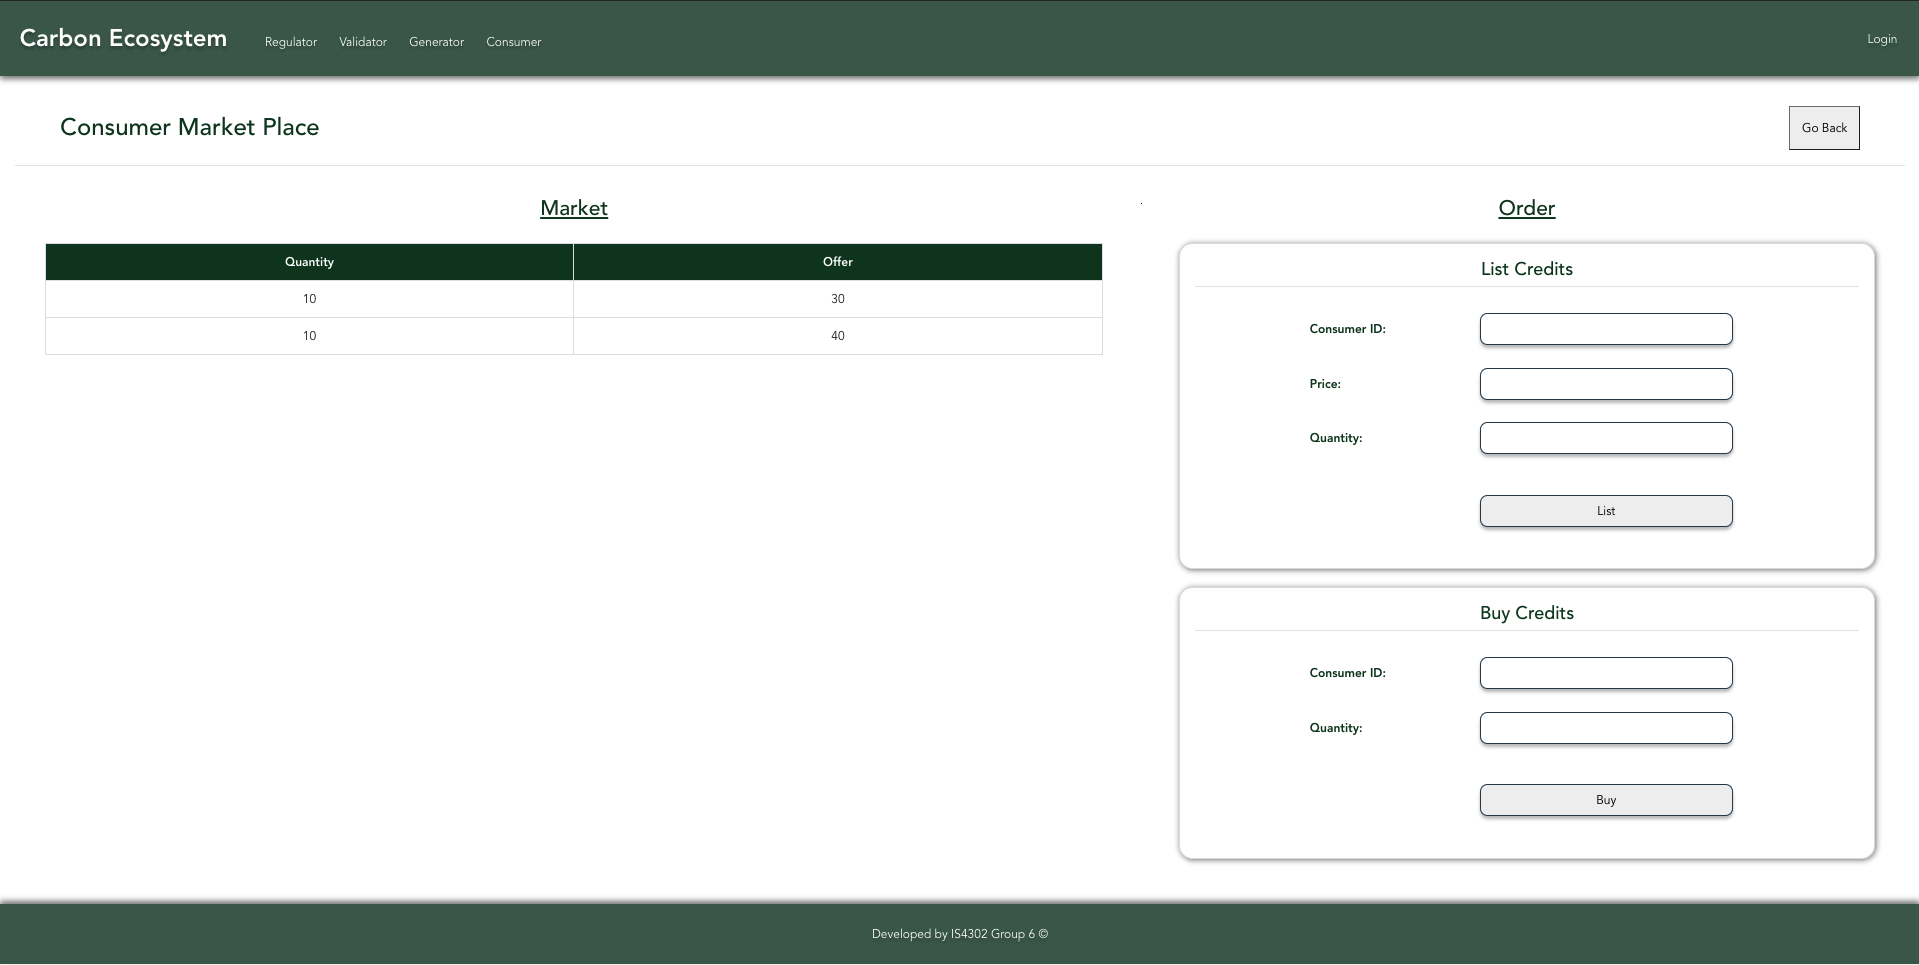 Carbon Ecosystem Regulator Validator Generator Consumer Login
Consumer Market Place Go Back
Market
Quantity Offer
10 30
10 40
Order
List Credits
Consumer ID:
Price:
Quantity:
List
Buy Credits
Consumer ID:
Quantity:
Buy
Developed by IS4302 Group 6 ©